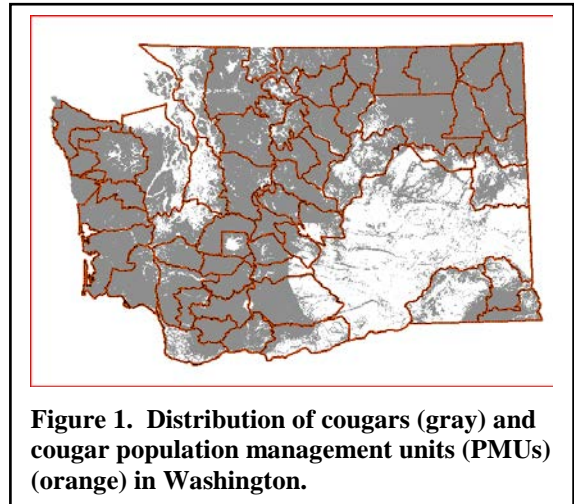 Figure 1. Distribution of cougars (gray) and
cougar population management units (PMUs)
(orange) in Washington.